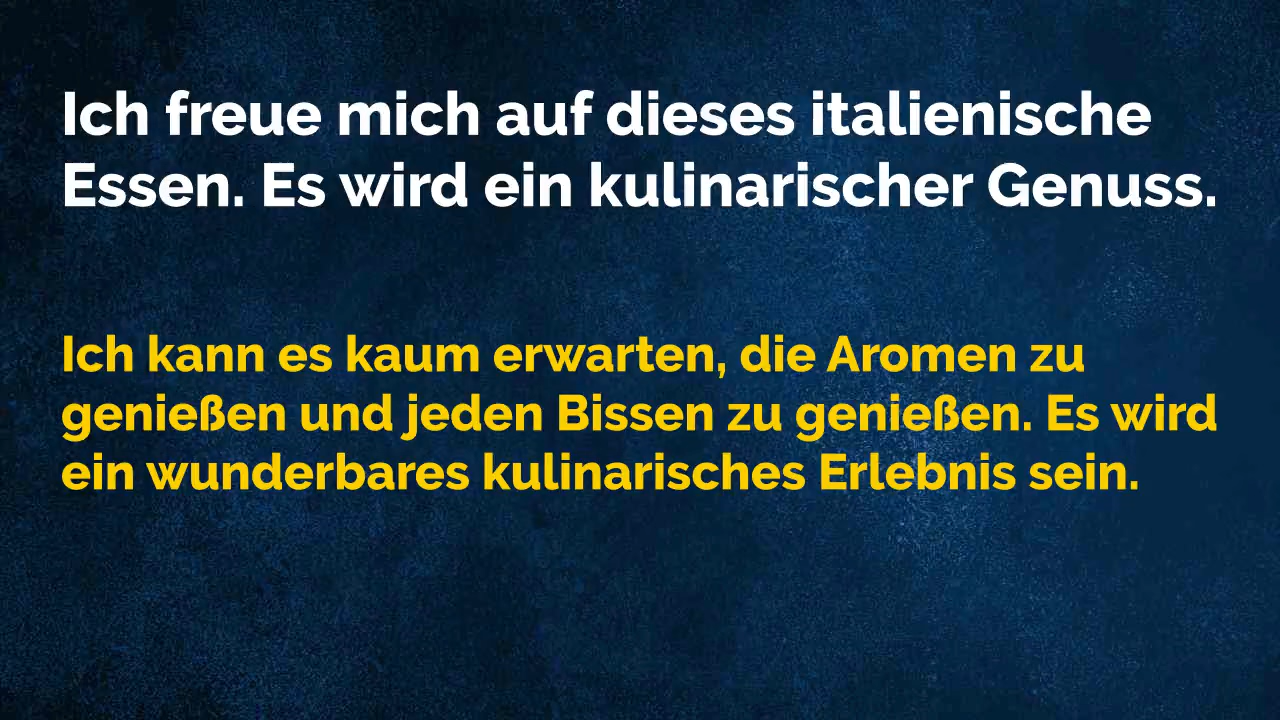 Ich freue mich auf dieses italienische
Essen. Es wird ein kulinarischer Genuss.
Ich kann es kaum erwarten, die Aromen zu
genießen und jeden Bissen zu genießen. Es wird
ein wunderbares kulinarisches Erlebnis sein.